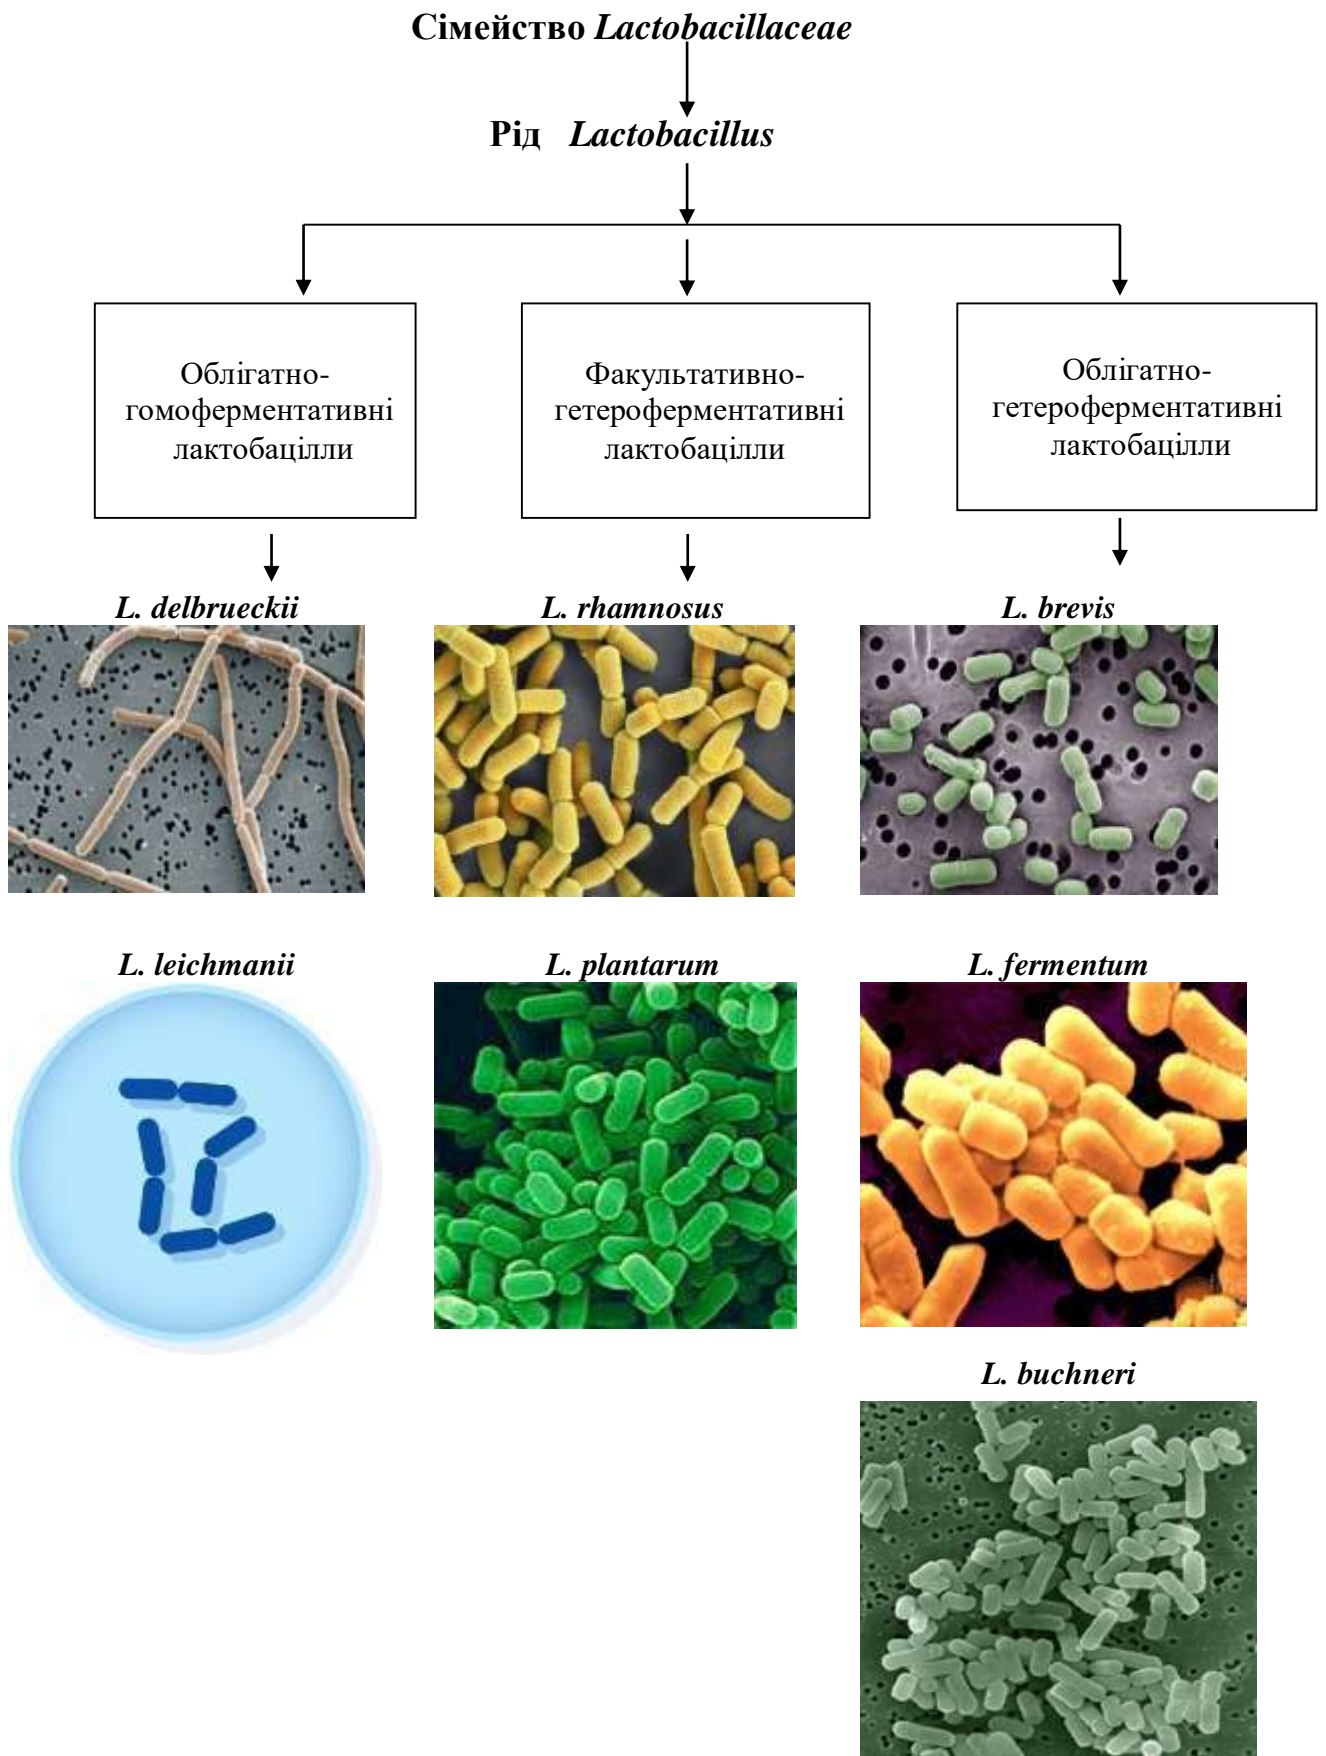 Сімейство Lactobacillaceae
Рід Lactobacillus
Облігатно-
гомоферментативні
лактобацілли
Факультативно-
гетероферментативні
лактобацілли
Облігатно-
гетероферментативні
лактобацілли
L. delbrueckii
L. rhamnosus
L. brevis
L. leichmanii
L. plantarum
L. fermentum
L. buchneri